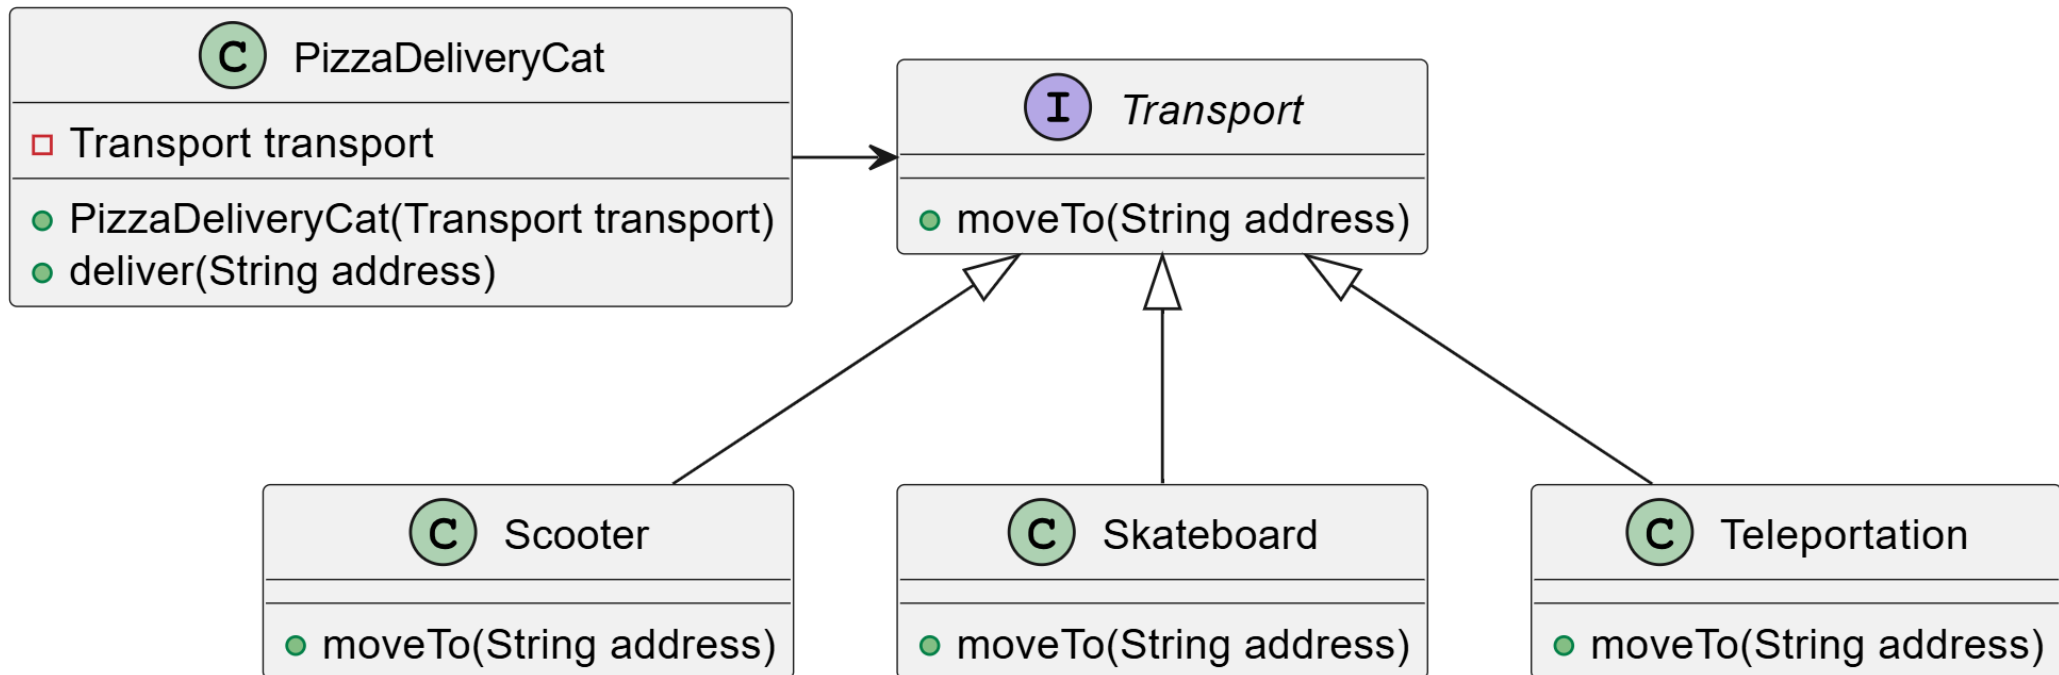 C PizzaDeliveryCat
Transport transport
PizzaDeliveryCat(Transport transport)
deliver(String address)
I Transport
moveTo(String address)
C Scooter
moveTo(String address)
C Skateboard
moveTo(String address)
C Teleportation
moveTo(String address)